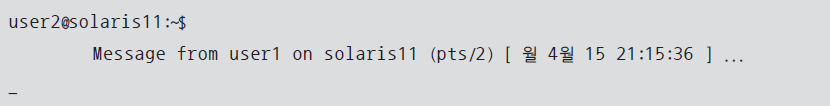 user2@solaris11:~$
Message from user1 on solaris11 (pts/2) [ 월 4월 15 21:15:36 ] ...
_